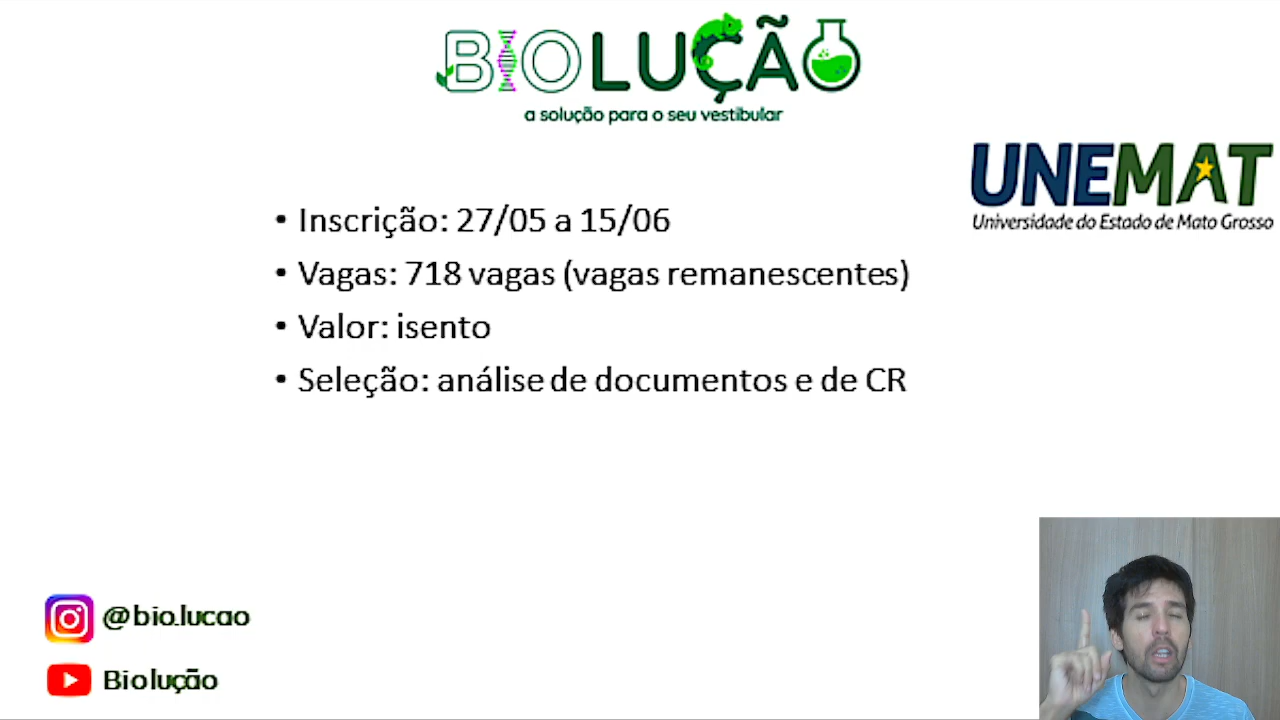 BIOLUÇÃO
a solução para o seu vestibular
UNEMAT
Universidade do Estado de Mato Grosso
• Inscrição: 27/05 a 15/06
• Vagas: 718 vagas (vagas remanescentes)
• Valor: isento
• Seleção: análise de documentos e de CR
@bio.lucao
Biolução